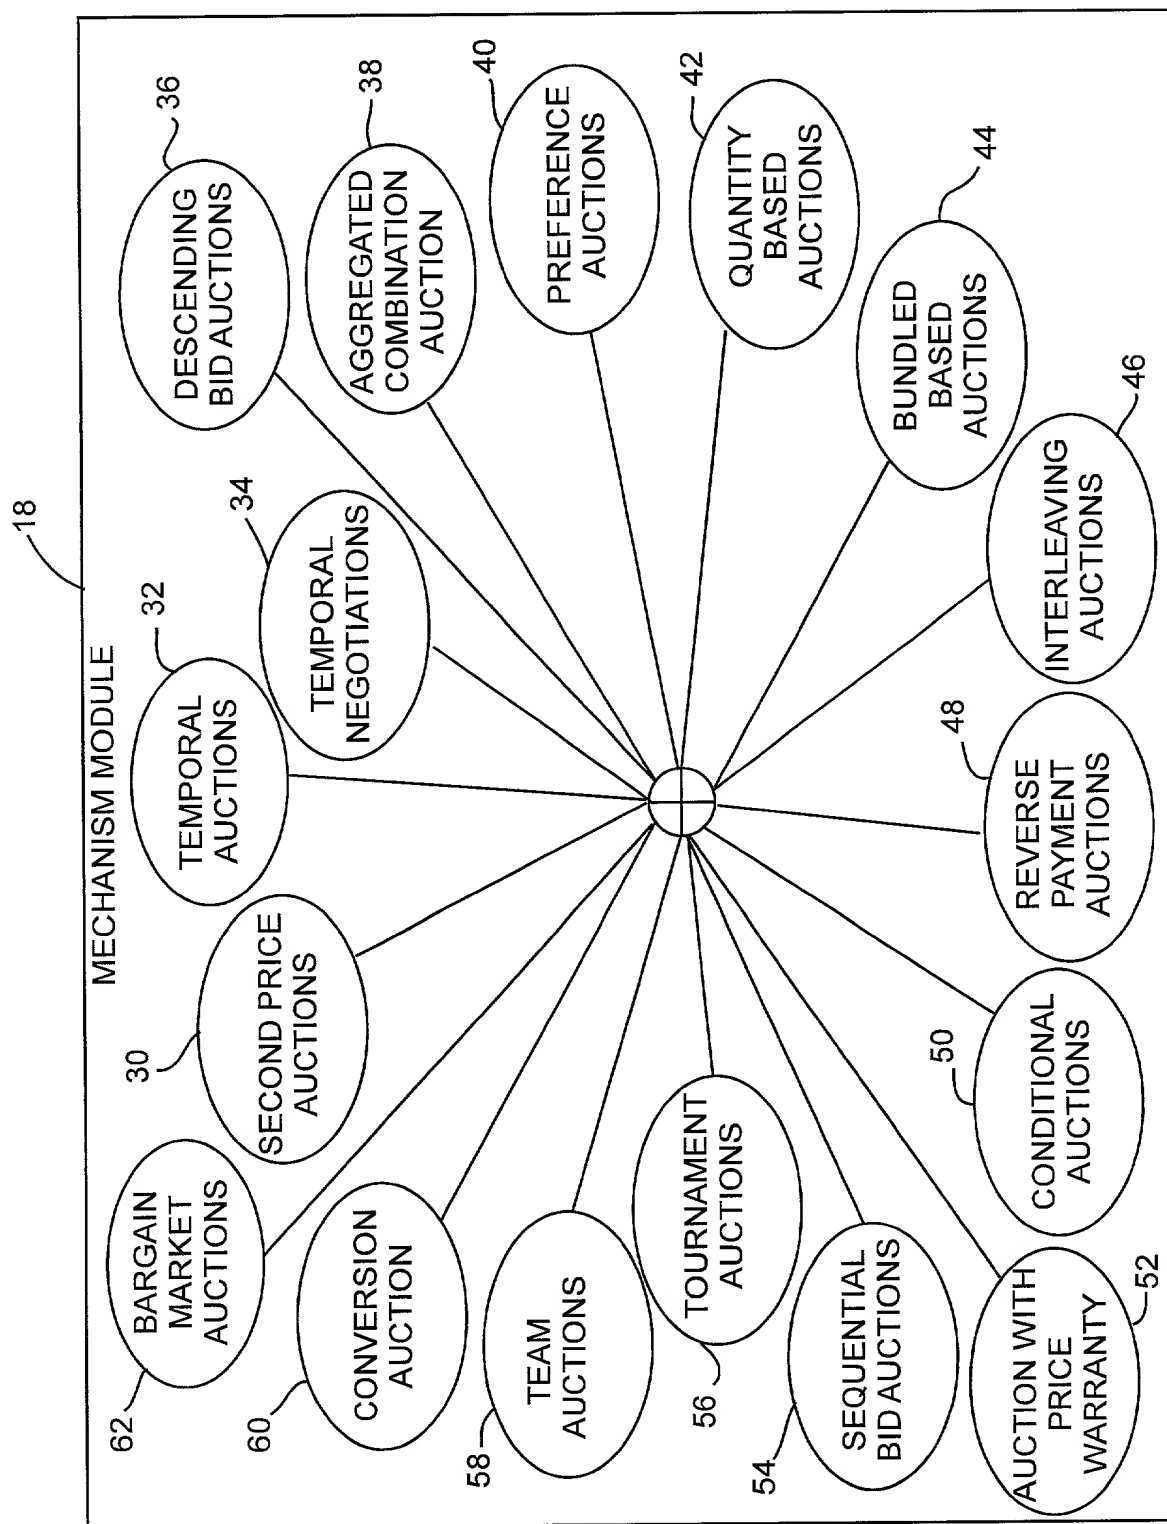 18
MECHANISM MODULE
30
SECOND PRICE
AUCTIONS
32
TEMPORAL
AUCTIONS
34
TEMPORAL
NEGOTIATIONS
36
DESCENDING
BID AUCTIONS
38
AGGREGATED
COMBINATION
AUCTION
40
PREFERENCE
AUCTIONS
42
QUANTITY
BASED
AUCTIONS
44
BUNDLED
BASED
AUCTIONS
46
INTERLEAVING
AUCTIONS
48
REVERSE
PAYMENT
AUCTIONS
50
CONDITIONAL
AUCTIONS
52
AUCTION WITH
PRICE
WARRANTY
54
SEQUENTIAL
BID AUCTIONS
56
TOURNAMENT
AUCTIONS
58
TEAM
AUCTIONS
60
CONVERSION
AUCTION
62
BARGAIN
MARKET
AUCTIONS